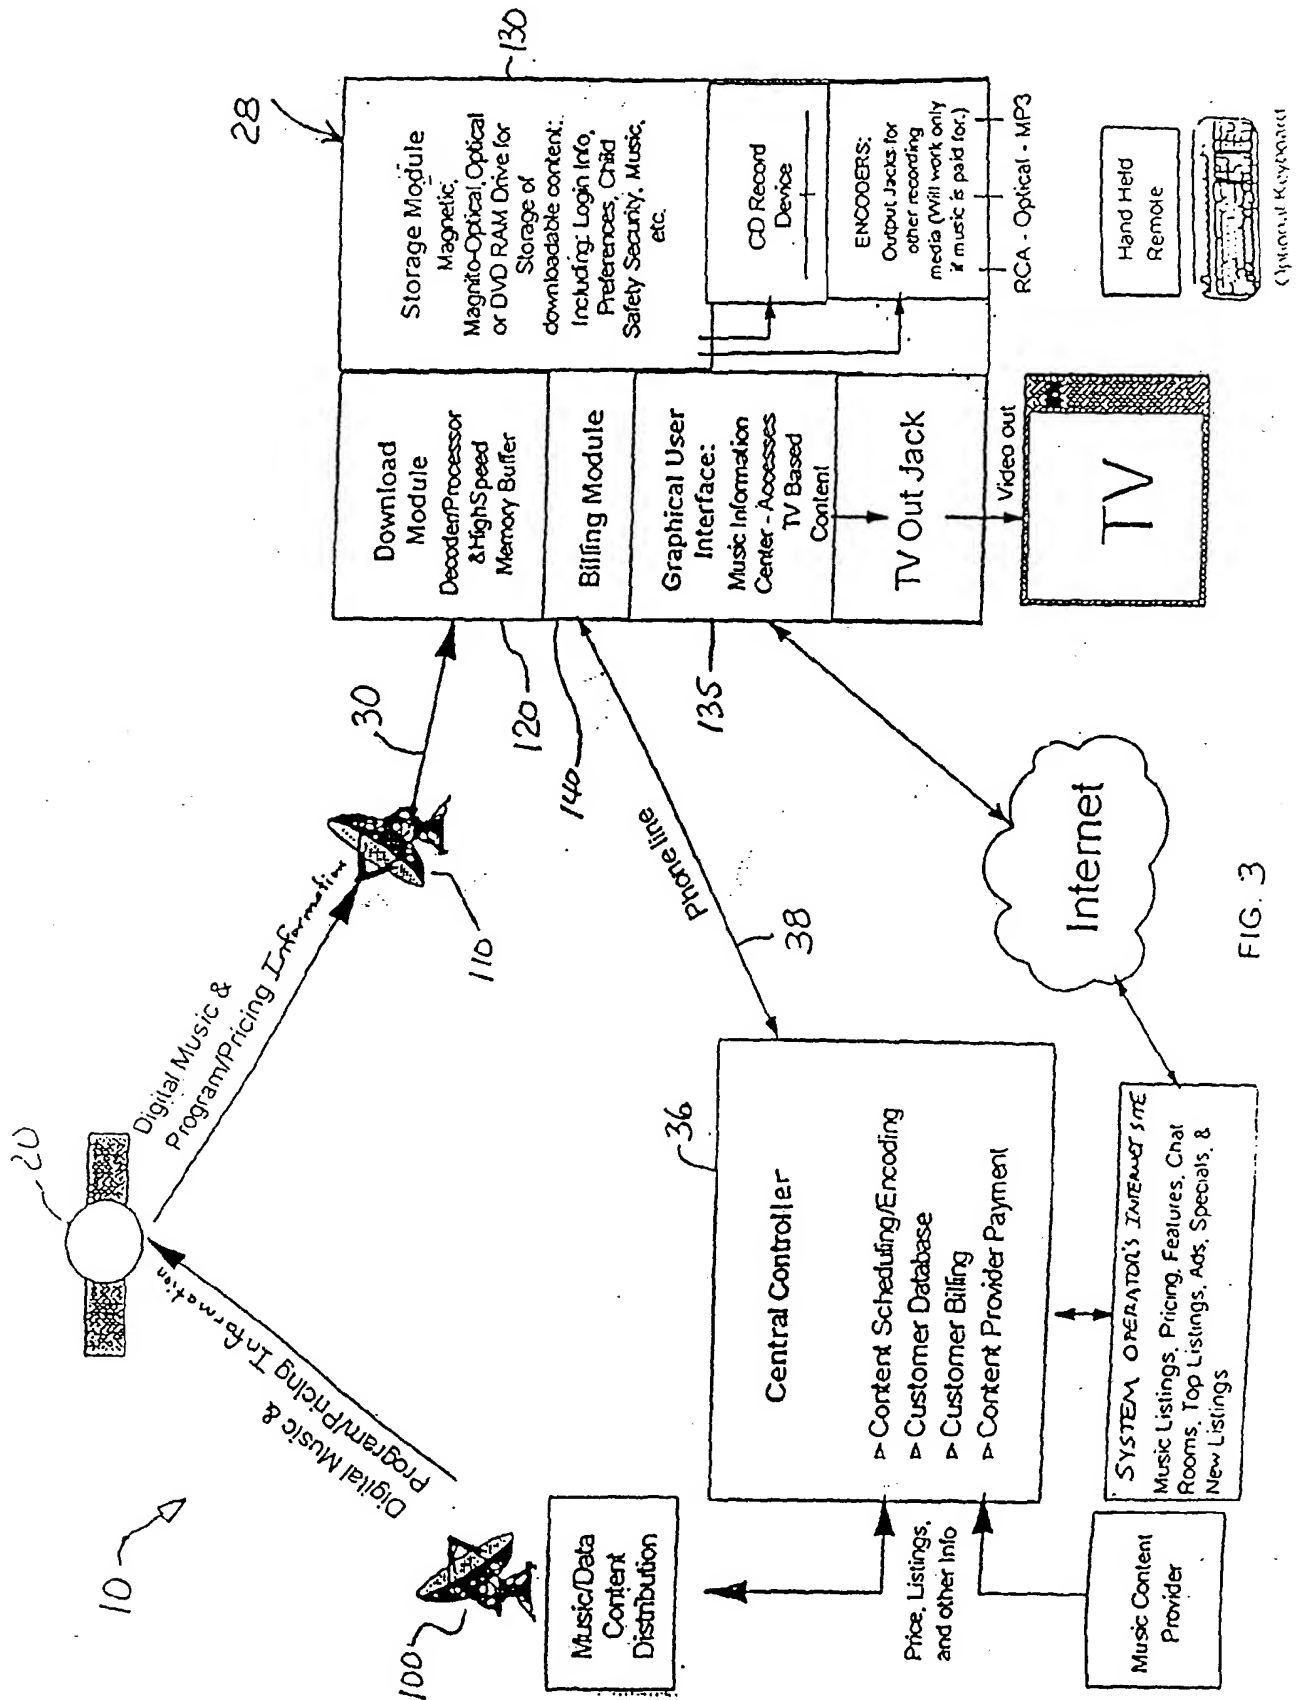 10
20
Digital Music &
Program/Pricing Information
Digital Music &
Program/Pricing Information
100
110
30
28
130
Music/Data
Content
Distribution
Download
Module
Decoder/Processor
&High Speed
Memory Buffer
120
140
Billing Module
Graphical User
Interface:
Music Information
Center - Accesses
TV Based
Content
135
TV Out Jack
Video out
TV
Storage Module
Magnetic,
Magnito-Optical, Optical
or DVD RAM Drive for
Storage of
downloadable content:
Including: Login Info,
Preferences, Child
Safety Security, Music,
etc.
CD Record
Device
ENCODERS:
Output Jacks for
other recording
media (Will work only
if music is paid for.)
RCA - Optical - MP3
Hand Held
Remote
Optional Keyboard
Phone line
38
36
Central Controller
▷ Content Scheduling/Encoding
▷ Customer Database
▷ Customer Billing
▷ Content Provider Payment
Price, Listings,
and other Info
Music Content
Provider
SYSTEM OPERATOR'S INTERNET SITE
Music Listings, Pricing, Features, Chat
Rooms, Top Listings, Ads, Specials, &
New Listings
Internet
FIG. 3